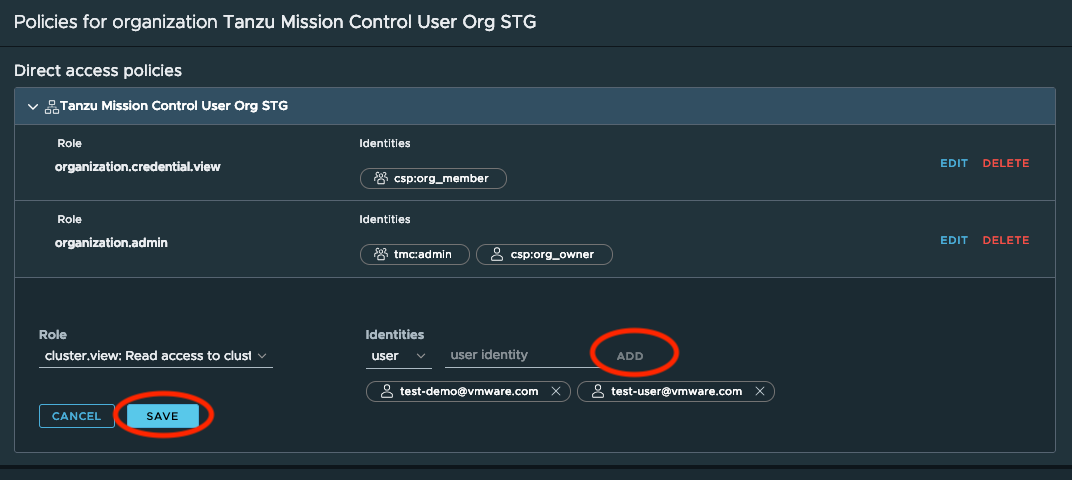 Policies for organization Tanzu Mission Control User Org STG
Direct access policies
Tanzu Mission Control User Org STG
Role Identities
organization.credential.view
csp:org_member
EDIT DELETE
Role Identities
organization.admin
tmc:admin csp:org_owner
EDIT DELETE
Role Identities
cluster.view: Read access to clust user user identity ADD
test-demo@vmware.com test-user@vmware.com
CANCEL SAVE